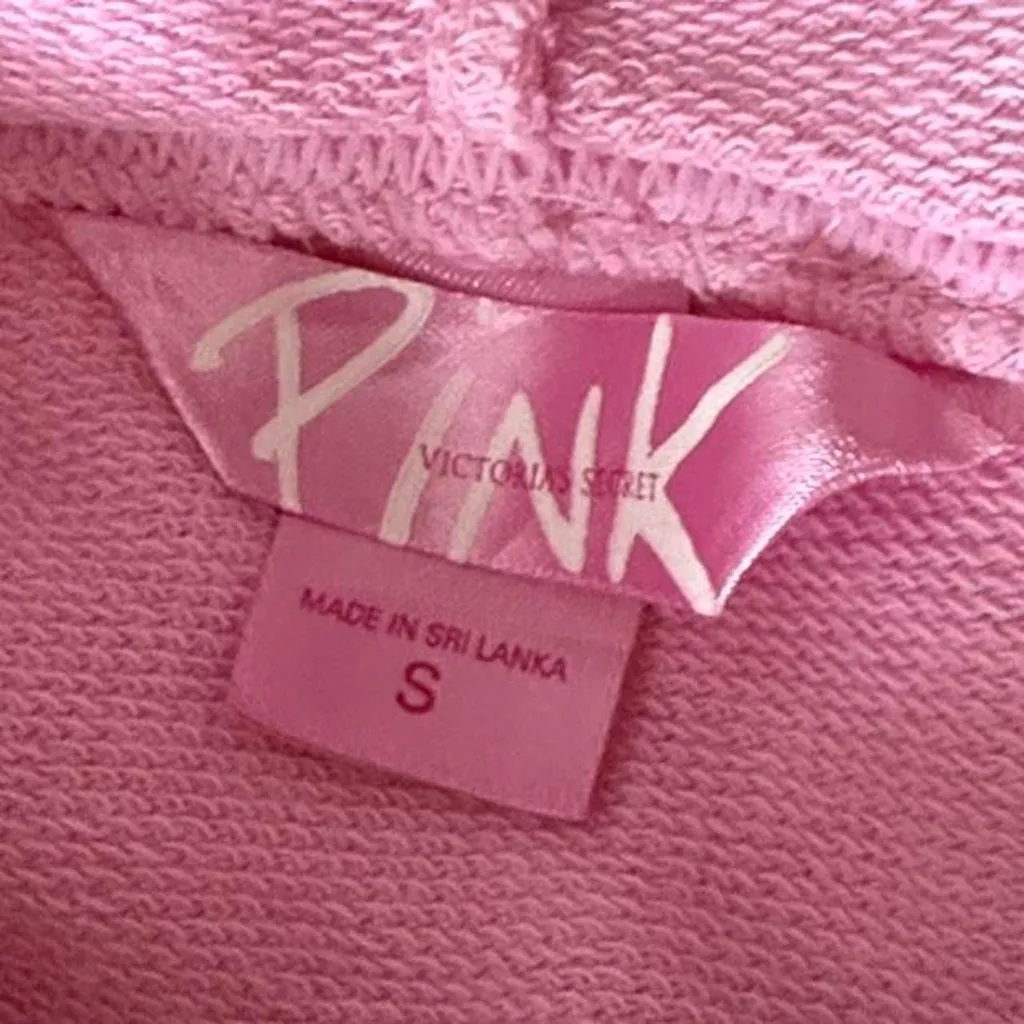 PINK
VICTORIA'S SECRET
MADE IN SRI LANKA
S